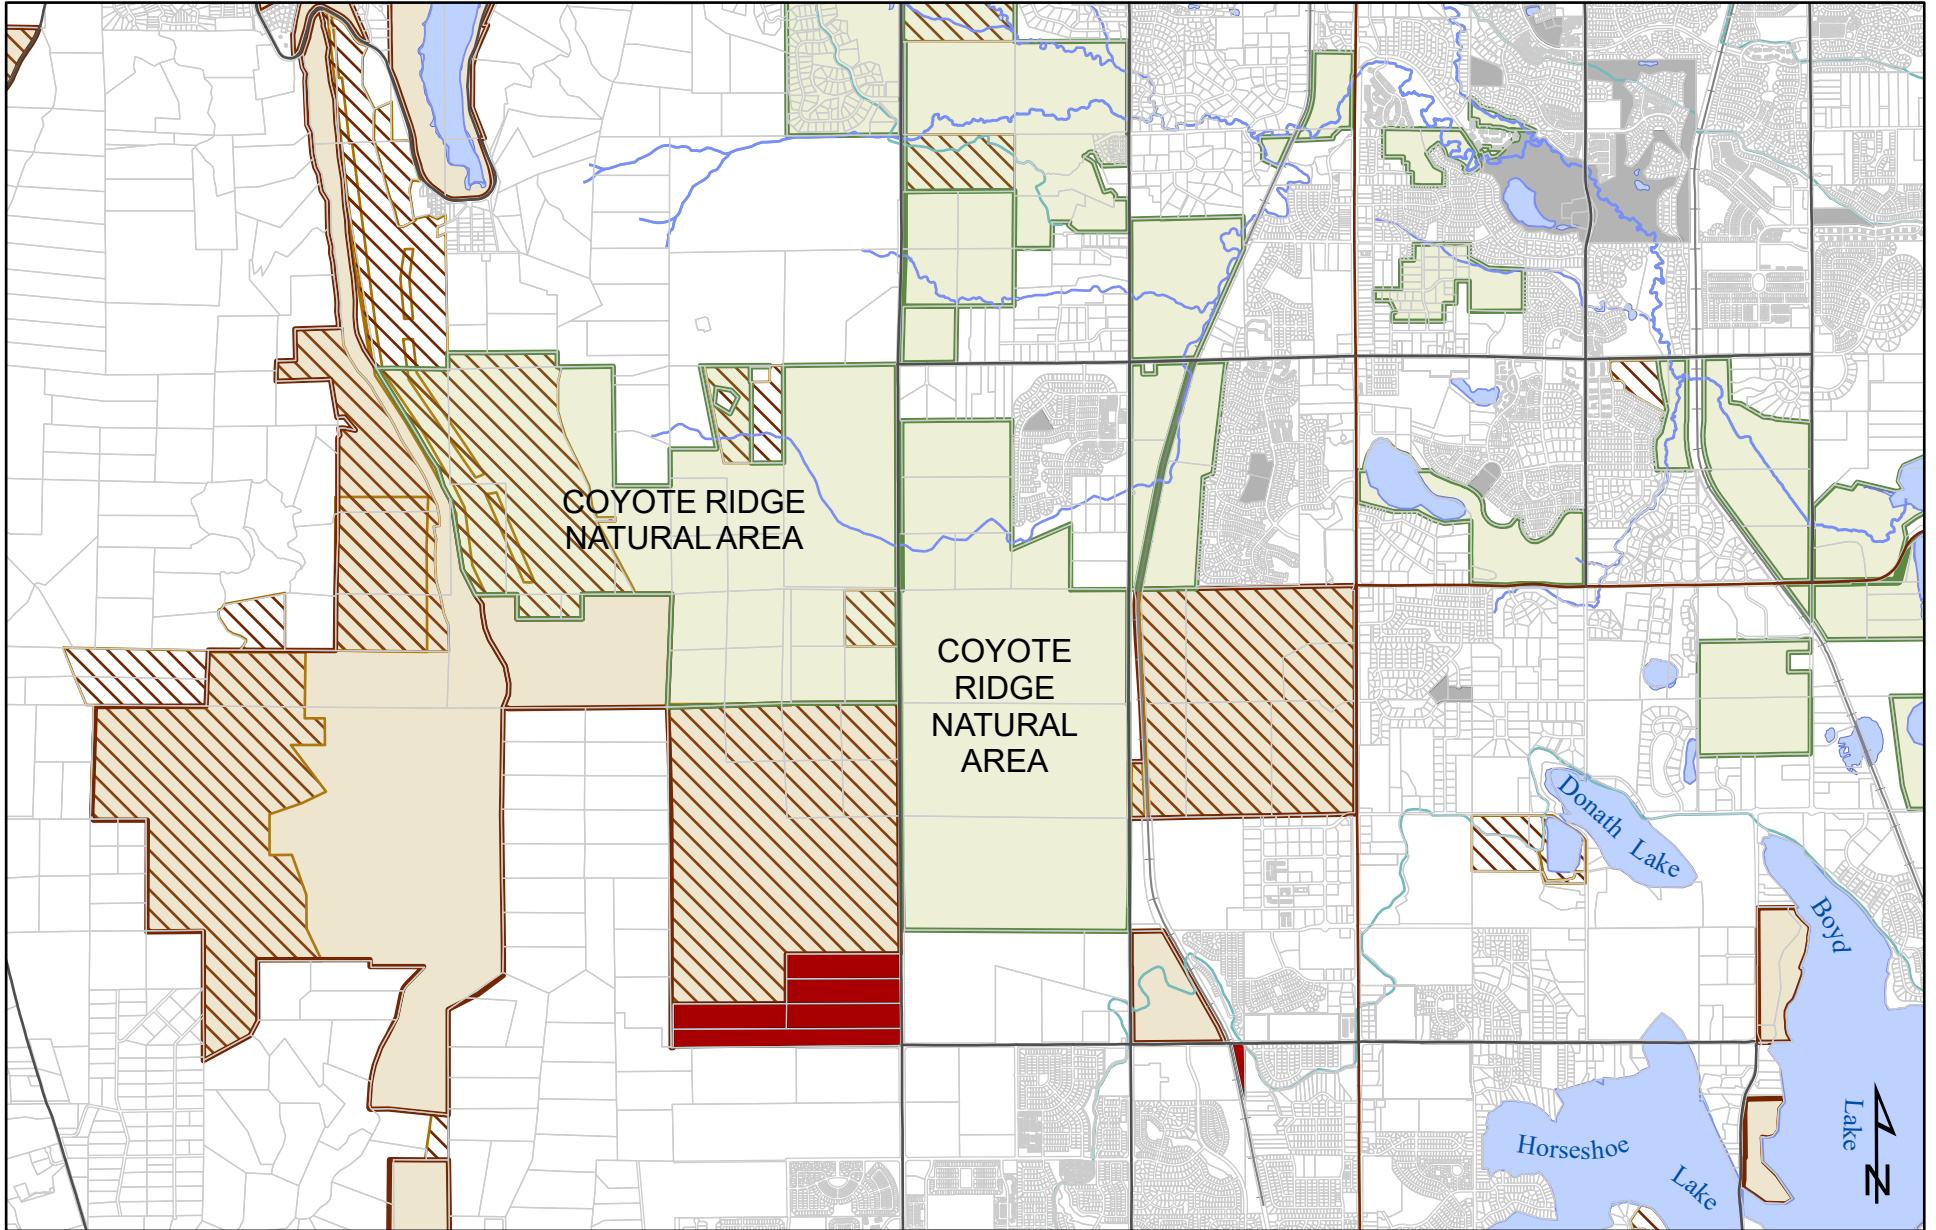 COYOTE RIDGE
NATURAL AREA
COYOTE
RIDGE
NATURAL
AREA
Donath Lake
Boyd
Lake
Horseshoe
Lake
N